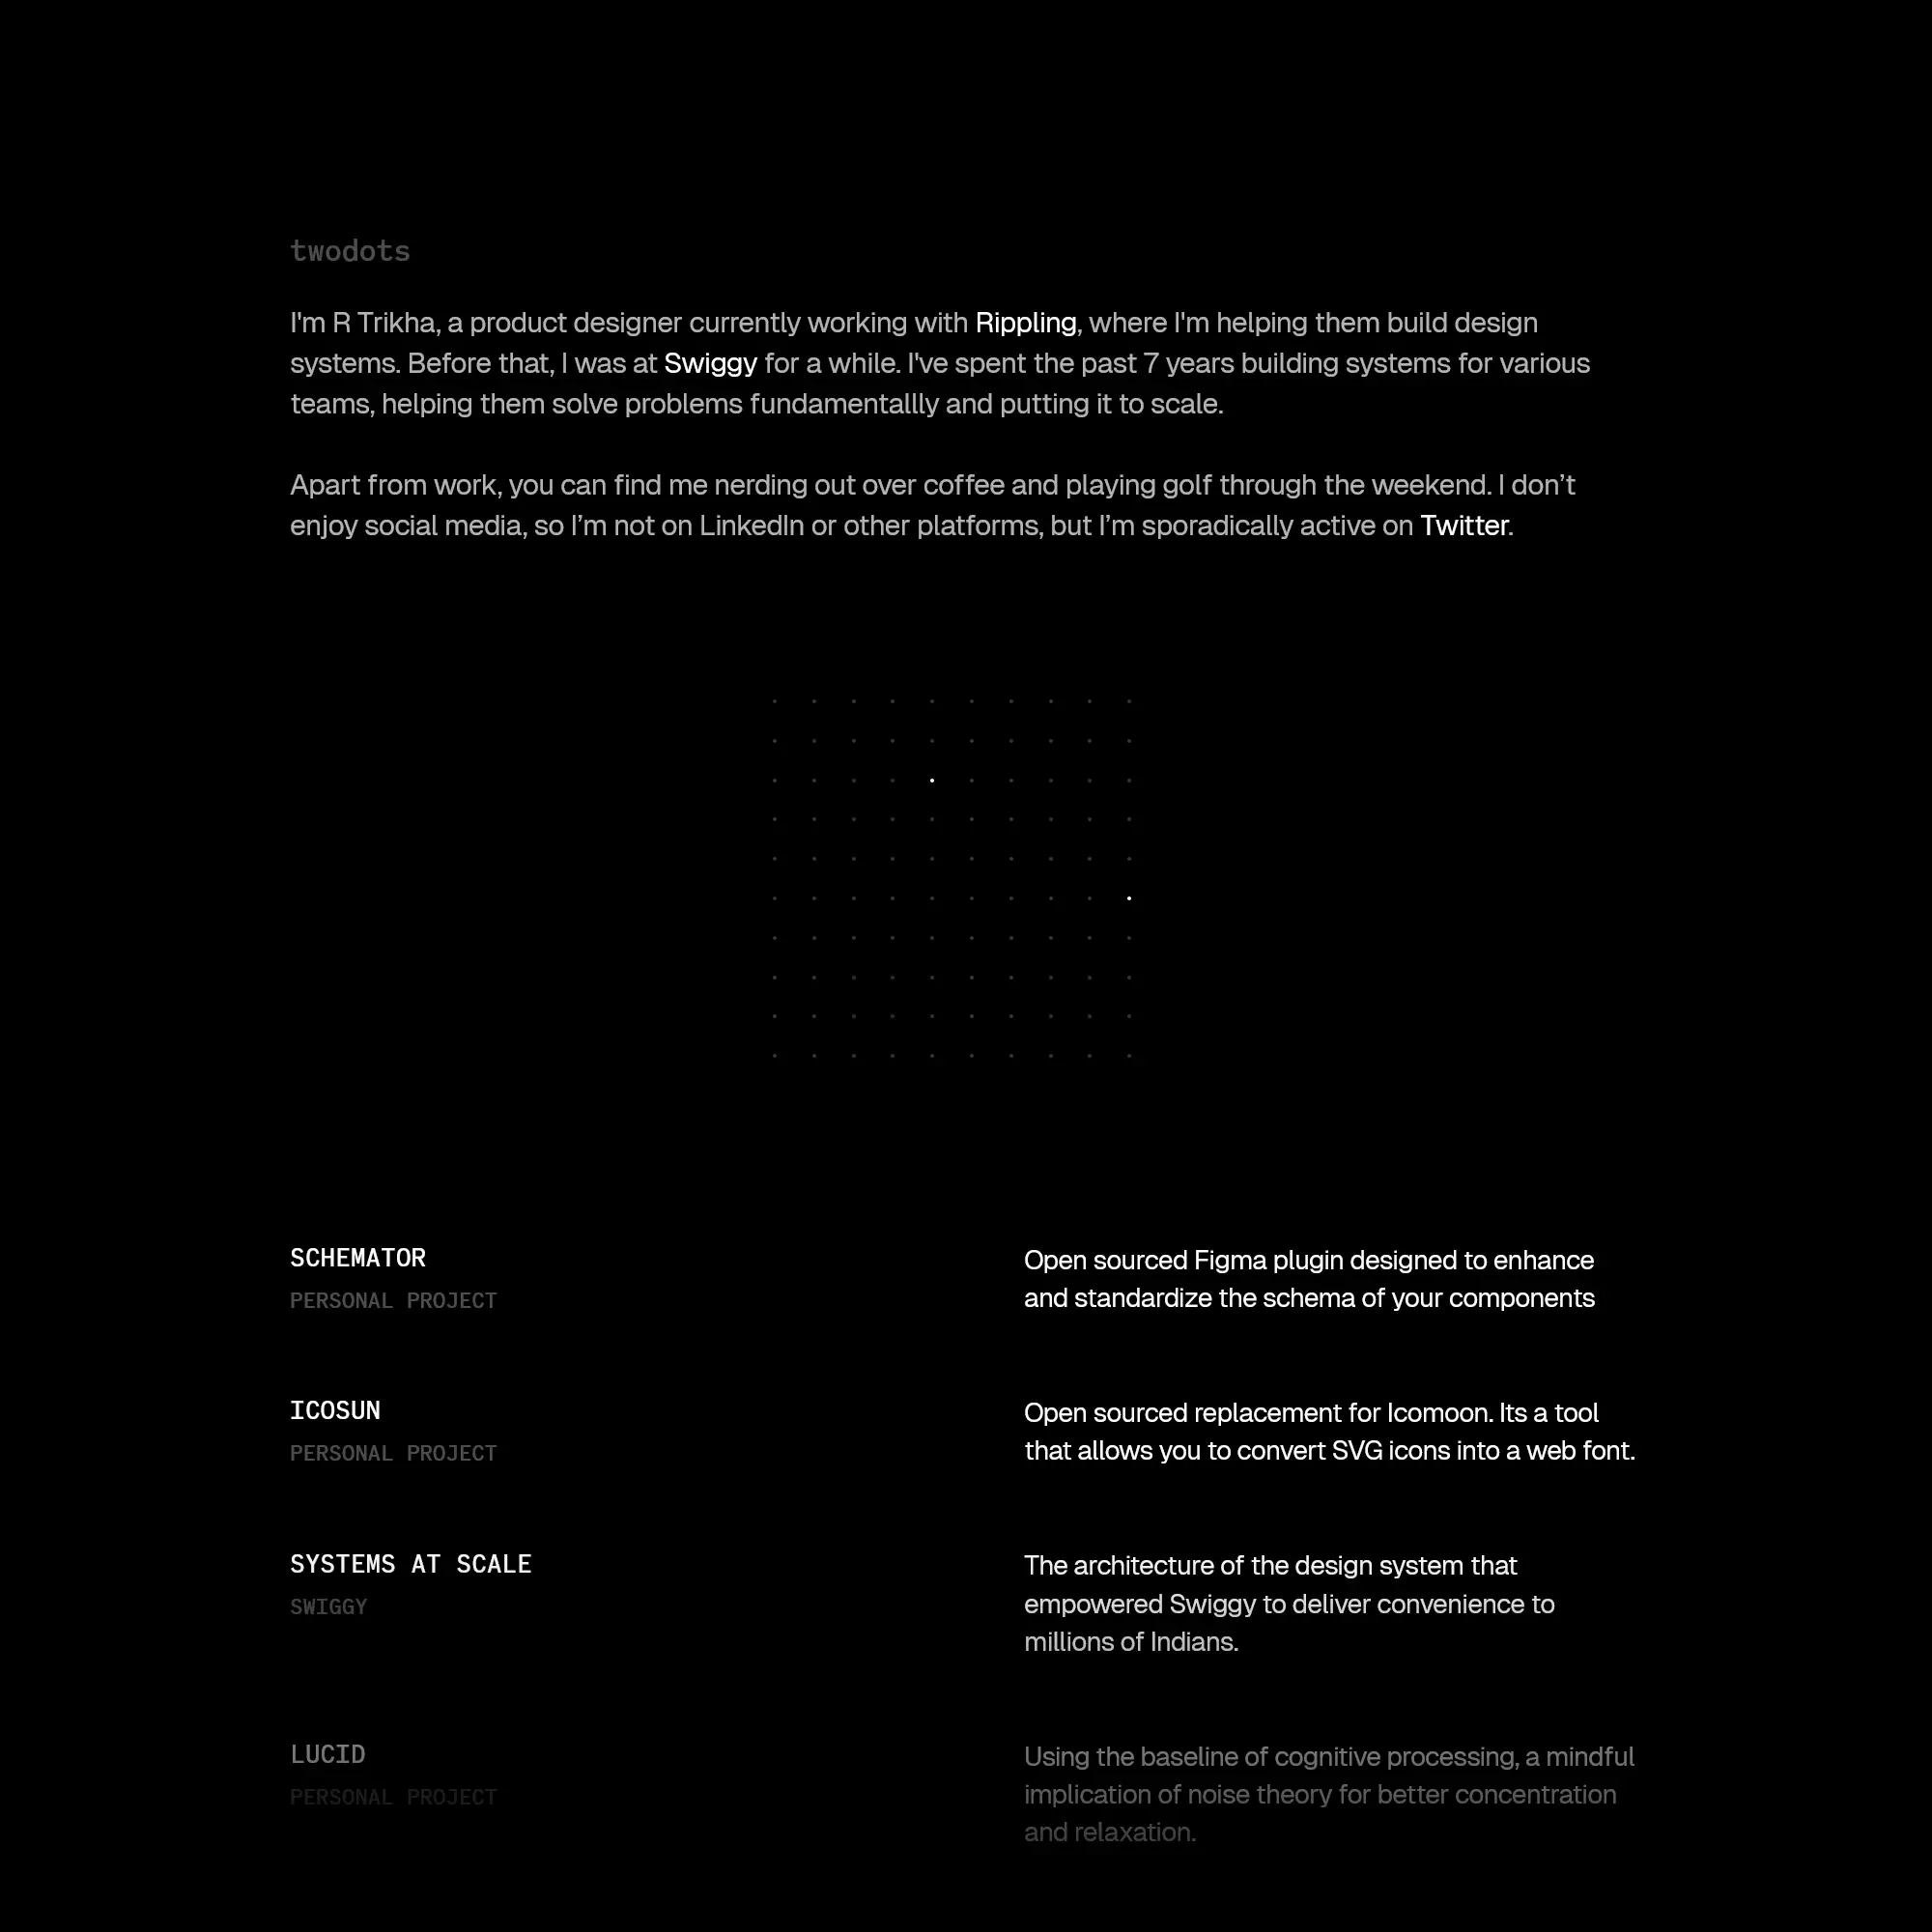 twodots
I'm R Trikha, a product designer currently working with Rippling, where I'm helping them build design
systems. Before that, I was at Swiggy for a while. I've spent the past 7 years building systems for various
teams, helping them solve problems fundamentallly and putting it to scale.
Apart from work, you can find me nerding out over coffee and playing golf through the weekend. I don’t
enjoy social media, so I’m not on LinkedIn or other platforms, but I’m sporadically active on Twitter.
SCHEMATOR
PERSONAL PROJECT
Open sourced Figma plugin designed to enhance
and standardize the schema of your components
ICOSUN
PERSONAL PROJECT
Open sourced replacement for Icomoon. Its a tool
that allows you to convert SVG icons into a web font.
SYSTEMS AT SCALE
SWIGGY
The architecture of the design system that
empowered Swiggy to deliver convenience to
millions of Indians.
LUCID
PERSONAL PROJECT
Using the baseline of cognitive processing, a mindful
implication of noise theory for better concentration
and relaxation.